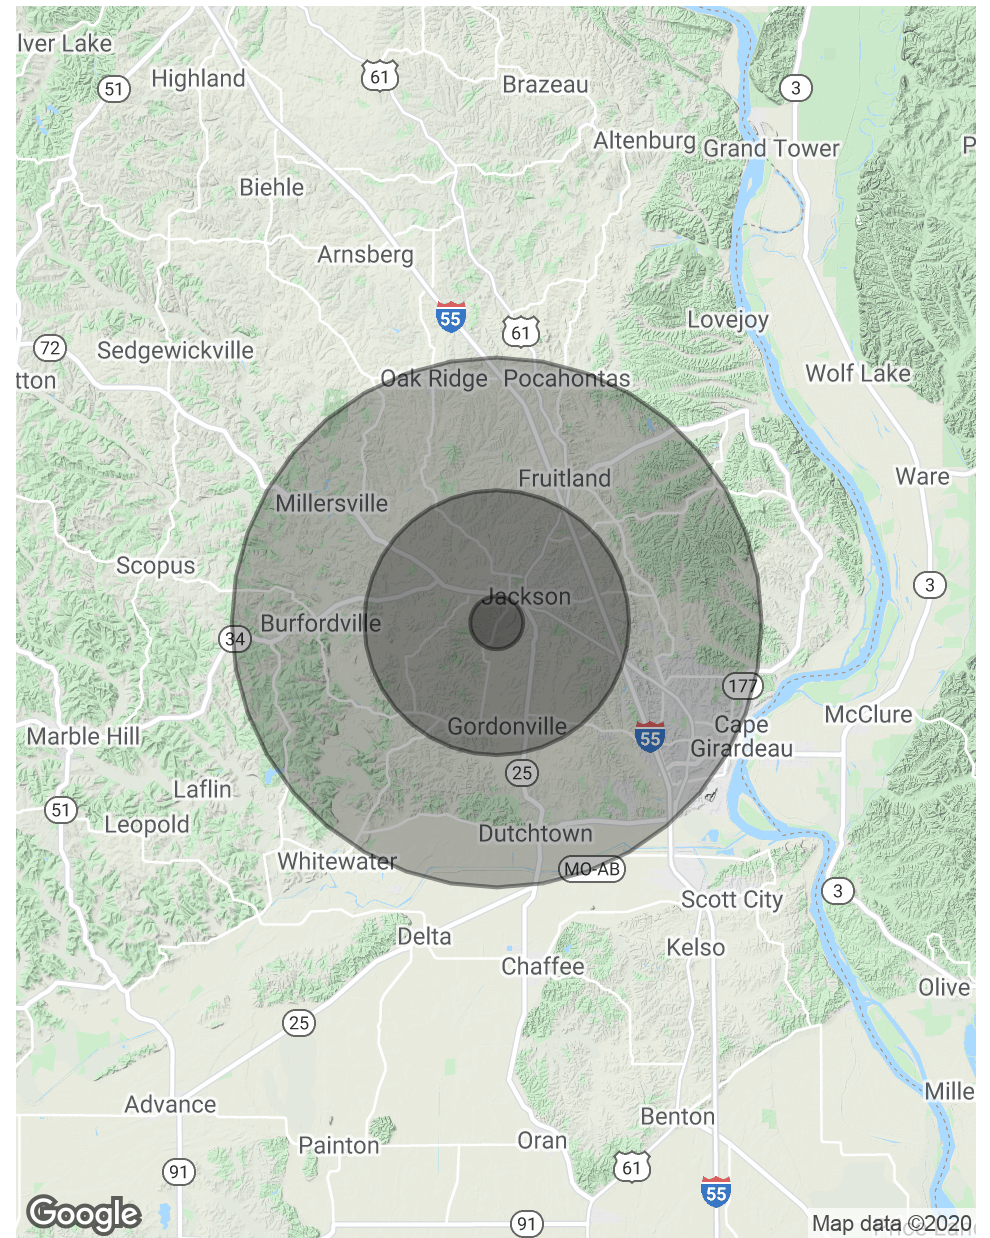 lver Lake
Highland
61
51
Brazeau
3
Altenburg
Grand Tower
P
Biehle
Arnsberg
55
61
Lovejoy
72
Sedgewickville
tton
Oak Ridge
Pocahontas
Wolf Lake
Fruitland
Ware
Millersville
Scopus
3
Jackson
Burfordville
34
177
McClure
Gordonville
Cape
Girardeau
Marble Hill
55
25
Laflin
51
Leopold
Dutchtown
Whitewater
MO-AB
3
Scott City
Delta
Kelso
Chaffee
Olive
25
Mille
Advance
Benton
Painton
Oran
61
91
55
Google
91
Map data ©2020